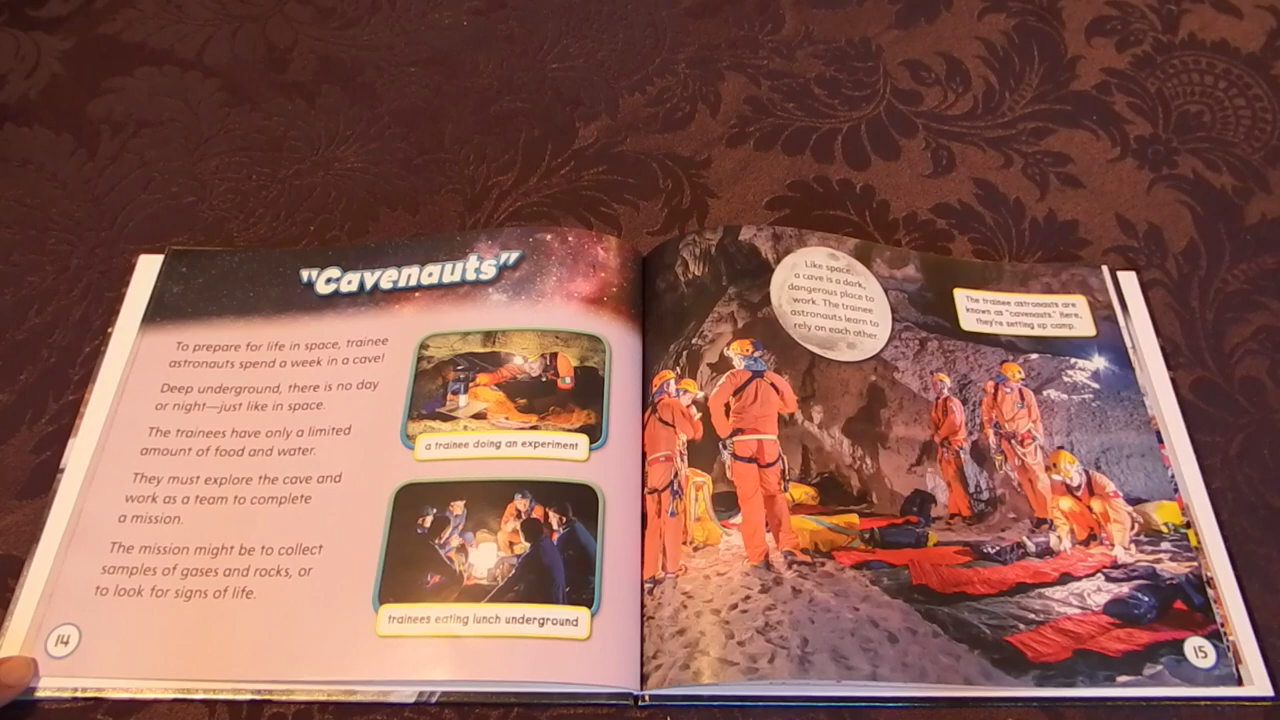 "Cavenauts"
To prepare for life in space, trainee
astronauts spend a week in a cave!
Deep underground, there is no day
or night—just like in space.
The trainees have only a limited
amount of food and water.
They must explore the cave and
work as a team to complete
a mission.
The mission might be to collect
samples of gases and rocks, or
to look for signs of life.
a trainee doing an experiment
trainees eating lunch underground
14
Like space,
a cave is a dark,
dangerous place to
work. The trainee
astronauts learn to
rely on each other.
The trainee astronauts are
known as "cavenauts." Here,
they're setting up camp.
15